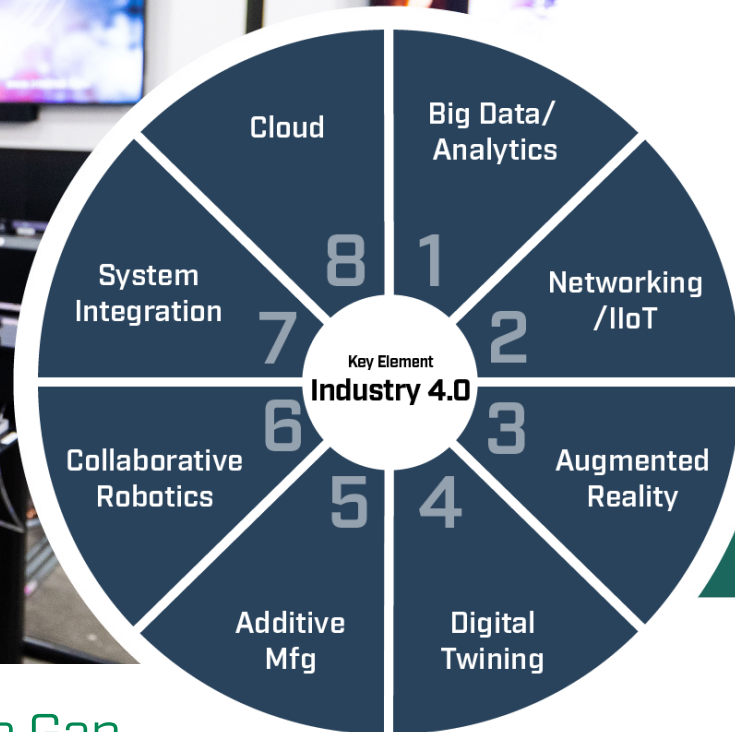 Cloud
Big Data/
Analytics
System
Integration
8
1
Networking
/IIoT
7
2
Key Element
Industry 4.0
6
3
Collaborative
Robotics
Augmented
Reality
5
4
Additive
Mfg
Digital
Twining
Gap